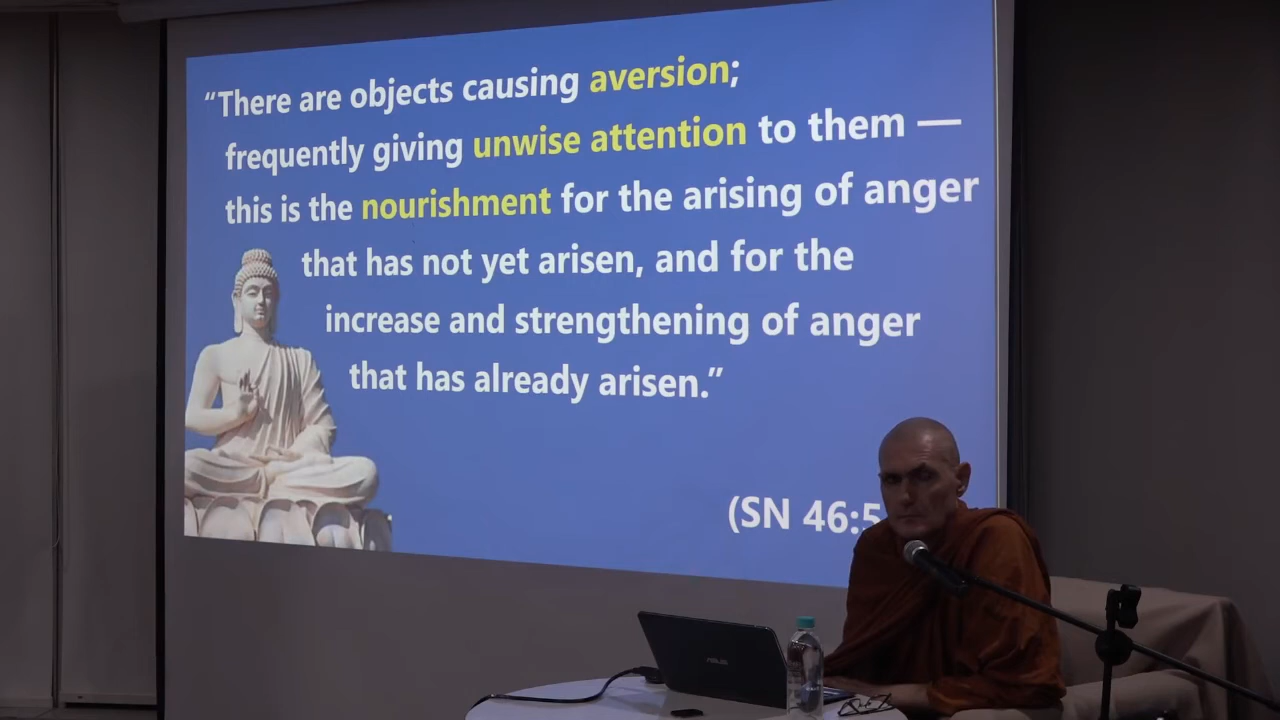 “There are objects causing aversion;
frequently giving unwise attention to them —
this is the nourishment for the arising of anger
that has not yet arisen, and for the
increase and strengthening of anger
that has already arisen.”
(SN 46:5
ASUS